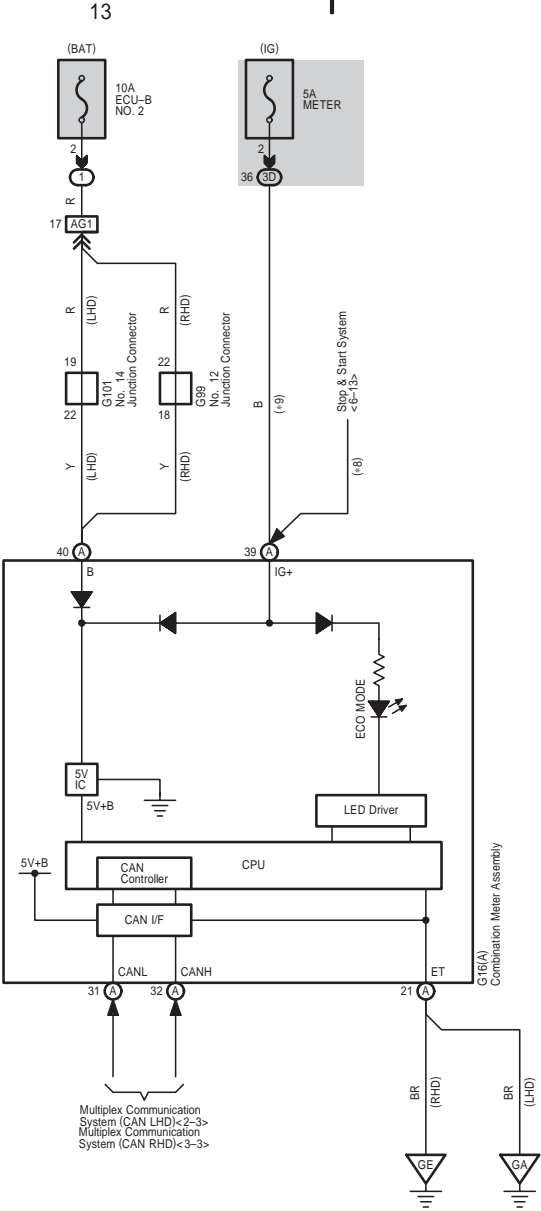 13
(BAT)
(IG)
10A
ECU–B
NO. 2
5A
METER
2
2
1
36 3D
R
17 AG1
R
(LHD)
R
(RHD)
19
22
G101
No. 14
Junction Connector
G99
No. 12
Junction Connector
22
18
Y
(LHD)
Y
(RHD)
B
(*9)
Stop & Start System
<6–13>
(*8)
40 A
39 A
B
IG+
ECO MODE
5V
IC
5V+B
LED Driver
5V+B
CPU
CAN
Controller
CAN I/F
G16(A)
Combination Meter Assembly
CANL
CANH
ET
31 A
32 A
21 A
BR
(RHD)
BR
(LHD)
Multiplex Communication
System (CAN LHD)<2–3>
Multiplex Communication
System (CAN RHD)<3–3>
GE
GA